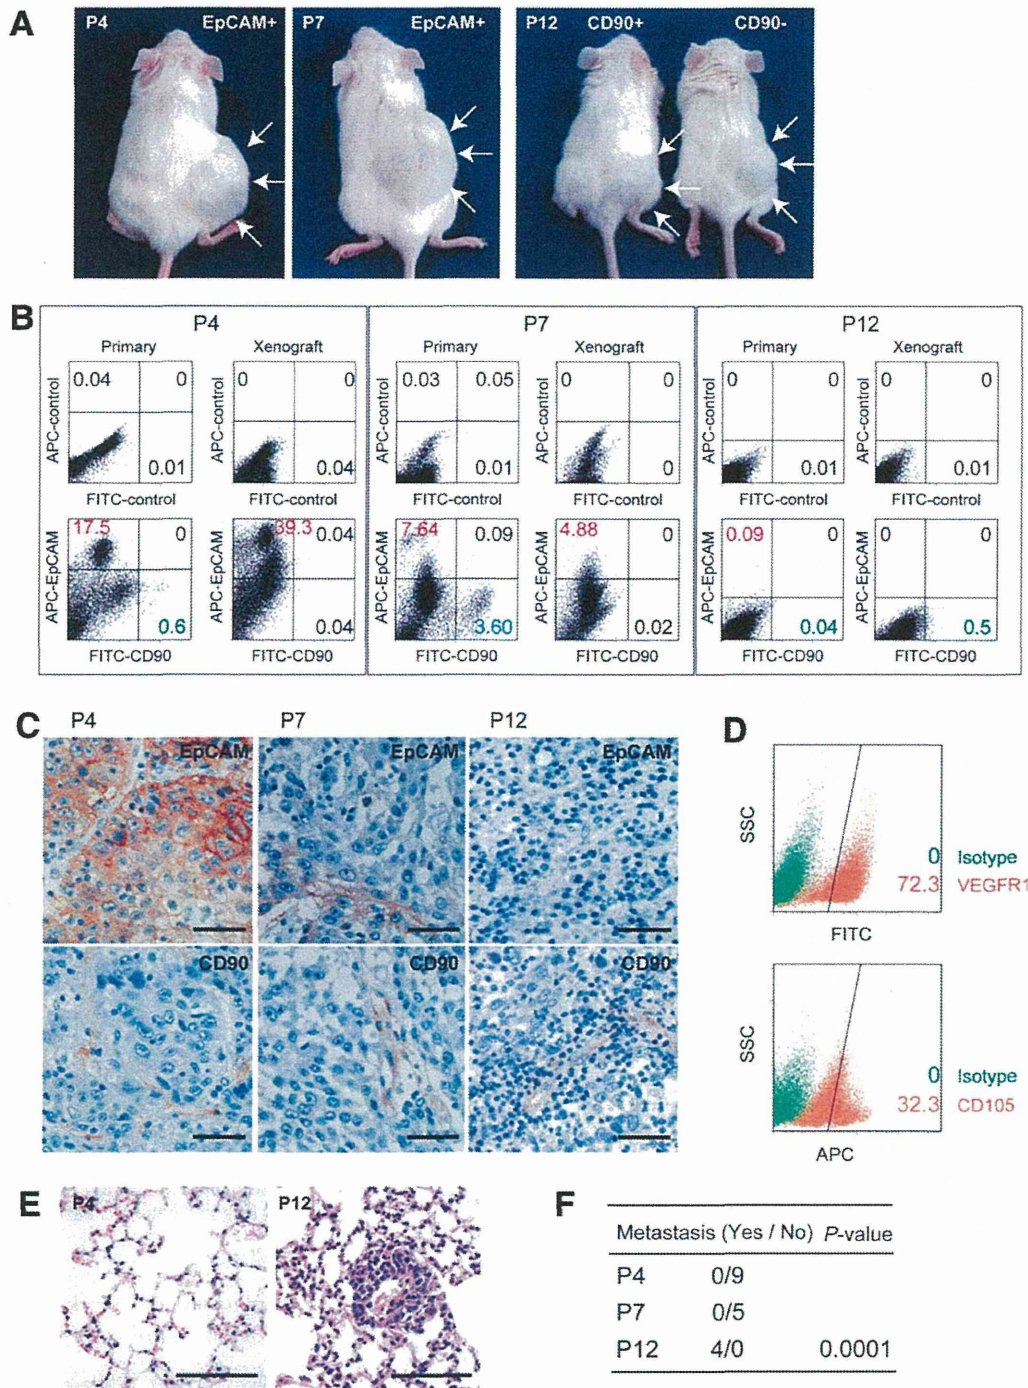 A
P4 EpCAM+
P7 EpCAM+
P12 CD90+ CD90-
B
P4 P7 P12
Primary Xenograft Primary Xenograft Primary Xenograft
APC-control 0.04 0 0.01 FITC-control
APC-control 0 0 0.04 FITC-control
APC-control 0.03 0.05 0.01 FITC-control
APC-control 0 0 0 FITC-control
APC-control 0 0 0.01 FITC-control
APC-control 0 0 0.01 FITC-control
APC-EpCAM 17.5 0 0.6 FITC-CD90
APC-EpCAM 39.3 0.04 0.04 FITC-CD90
APC-EpCAM 7.64 0.09 3.60 FITC-CD90
APC-EpCAM 4.88 0 0.02 FITC-CD90
APC-EpCAM 0.09 0 0.04 FITC-CD90
APC-EpCAM 0 0 0.5 FITC-CD90
C
P4 P7 P12
EpCAM EpCAM EpCAM
CD90 CD90 CD90
D
SSC
0 Isotype
72.3 VEGFR1
FITC
SSC
0 Isotype
32.3 CD105
APC
E
P4 P12
F
Metastasis (Yes / No) P-value
P4 0/9
P7 0/5
P12 4/0 0.0001